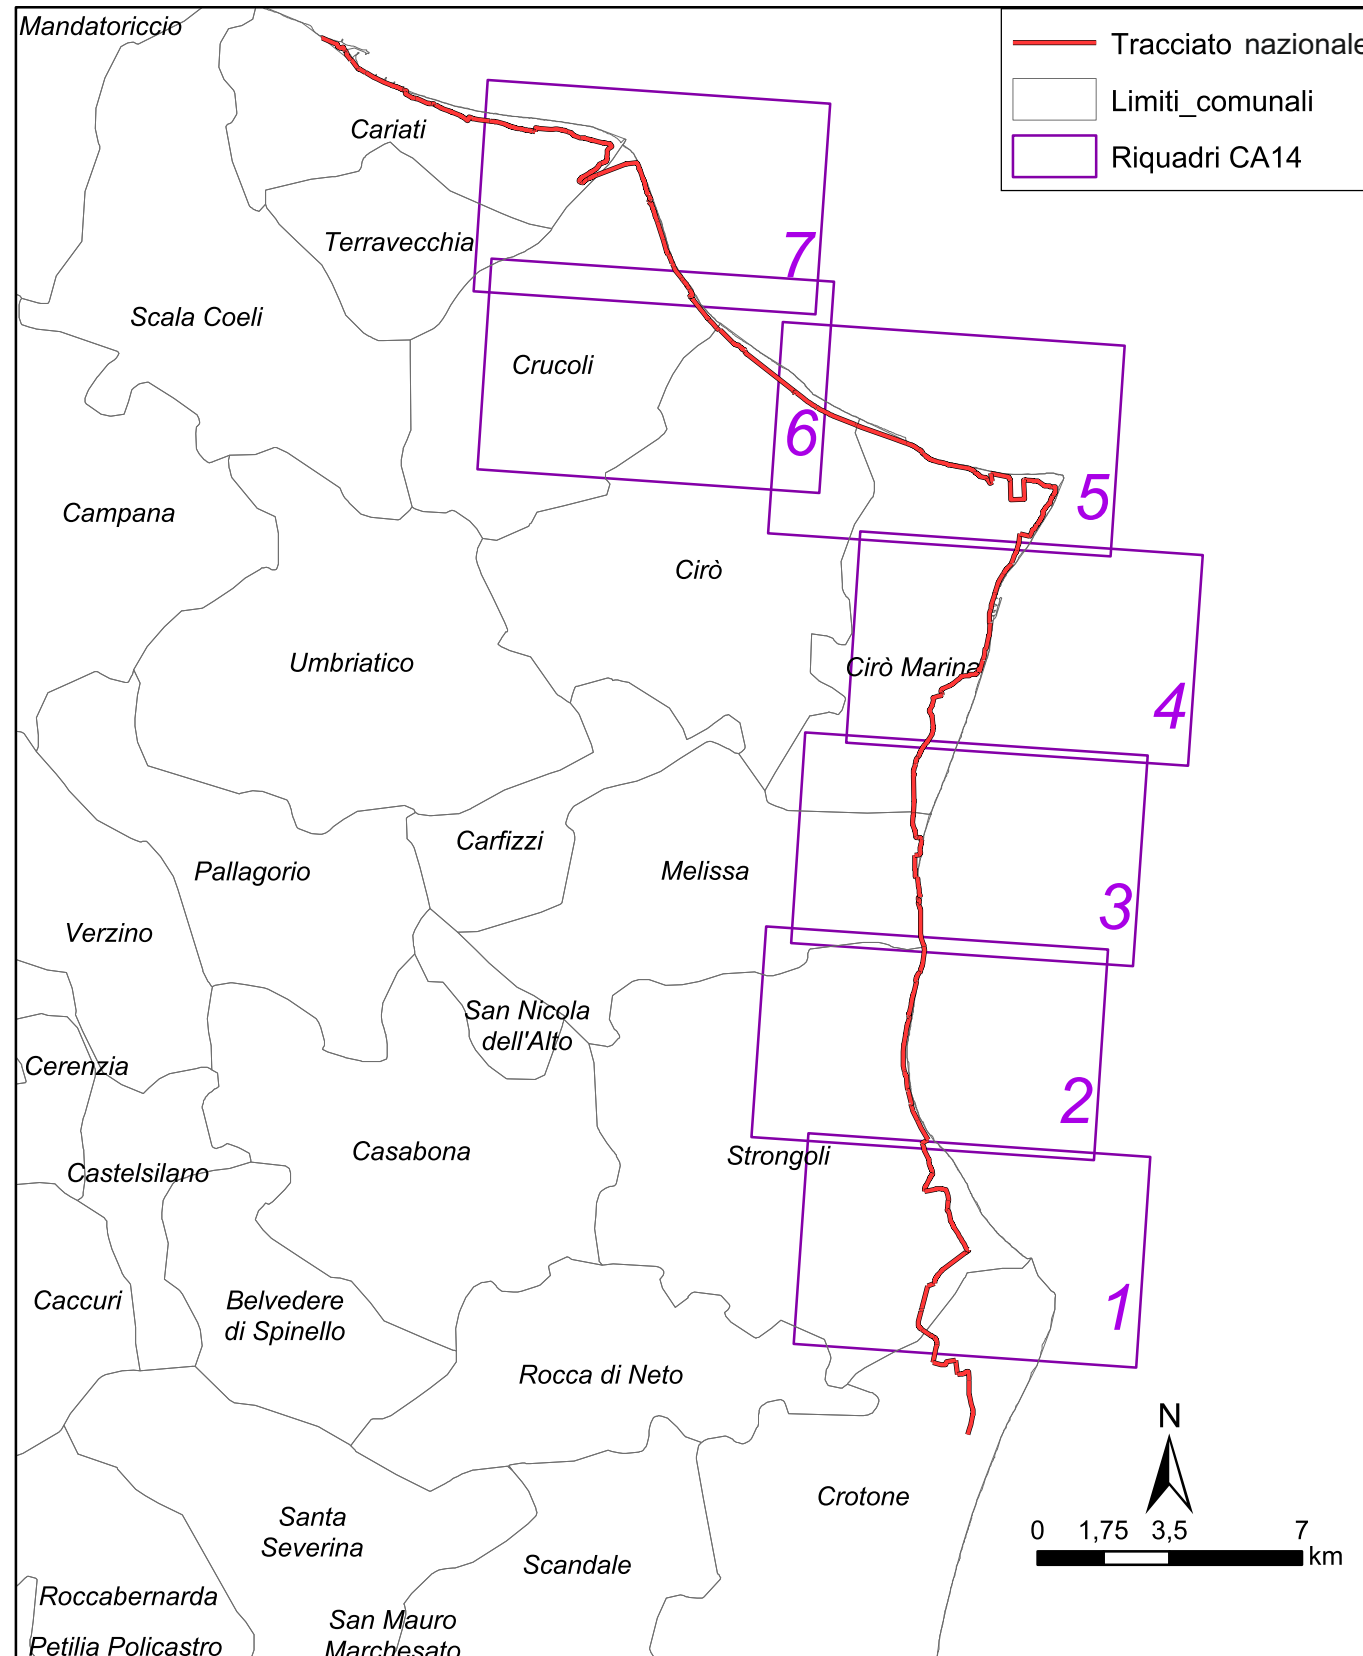 Mandatoriccio
Tracciato nazionale
Limiti_comunali
Riquadri CA14
Cariati
Terravecchia
7
Scala Coeli
Crucoli
6
5
Campana
Cirò
Umbriatico
Cirò Marina
4
Carfizzi
Pallagorio
Melissa
3
Verzino
San Nicola
dell'Alto
Cerenzia
2
Casabona
Strongoli
Castelsilano
Caccuri
Belvedere
di Spinello
1
Rocca di Neto
N
Crotone
Santa
Severina
0 1,75 3,5 7
km
Scandale
Roccabernarda
San Mauro
Marchesato
Petilia Policastro